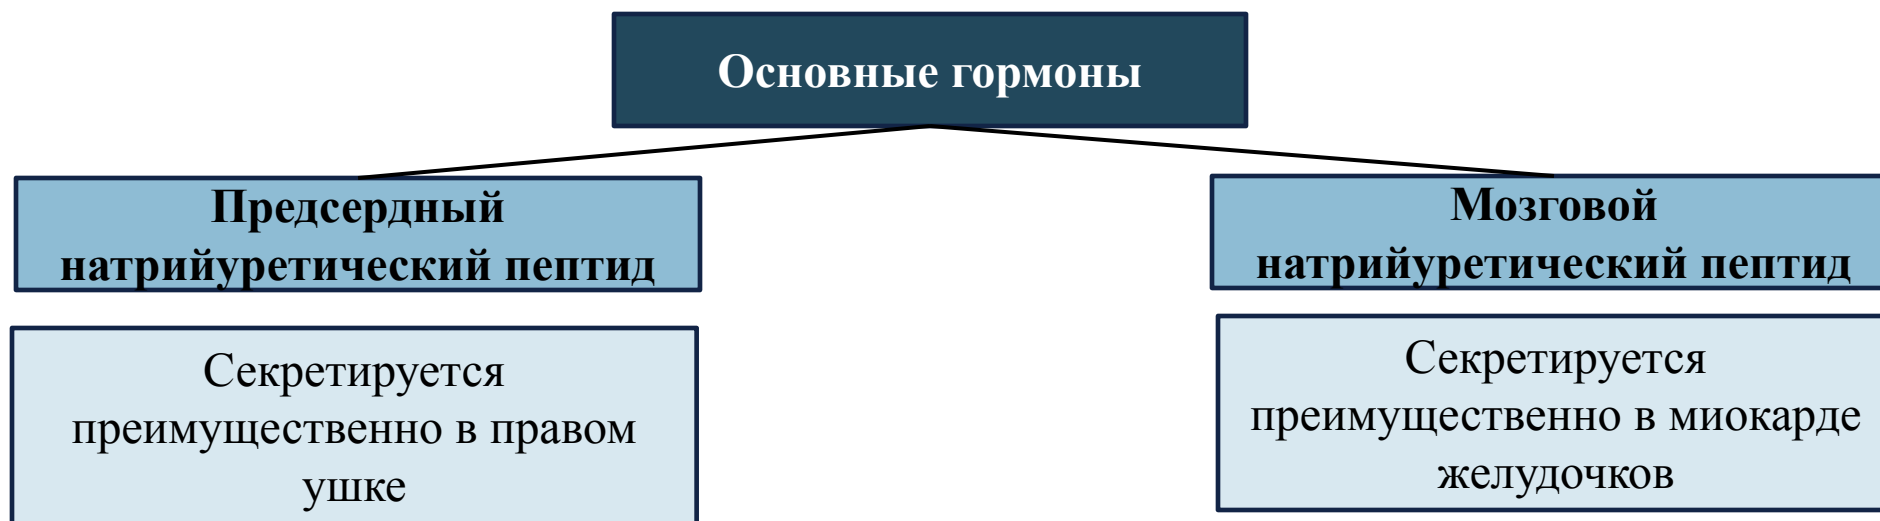 Основные гормоны
Предсердный
натрийуретический пептид
Мозговой
натрийуретический пептид
Секретируется
преимущественно в правом
ушке
Секретируется
преимущественно в миокарде
желудочков